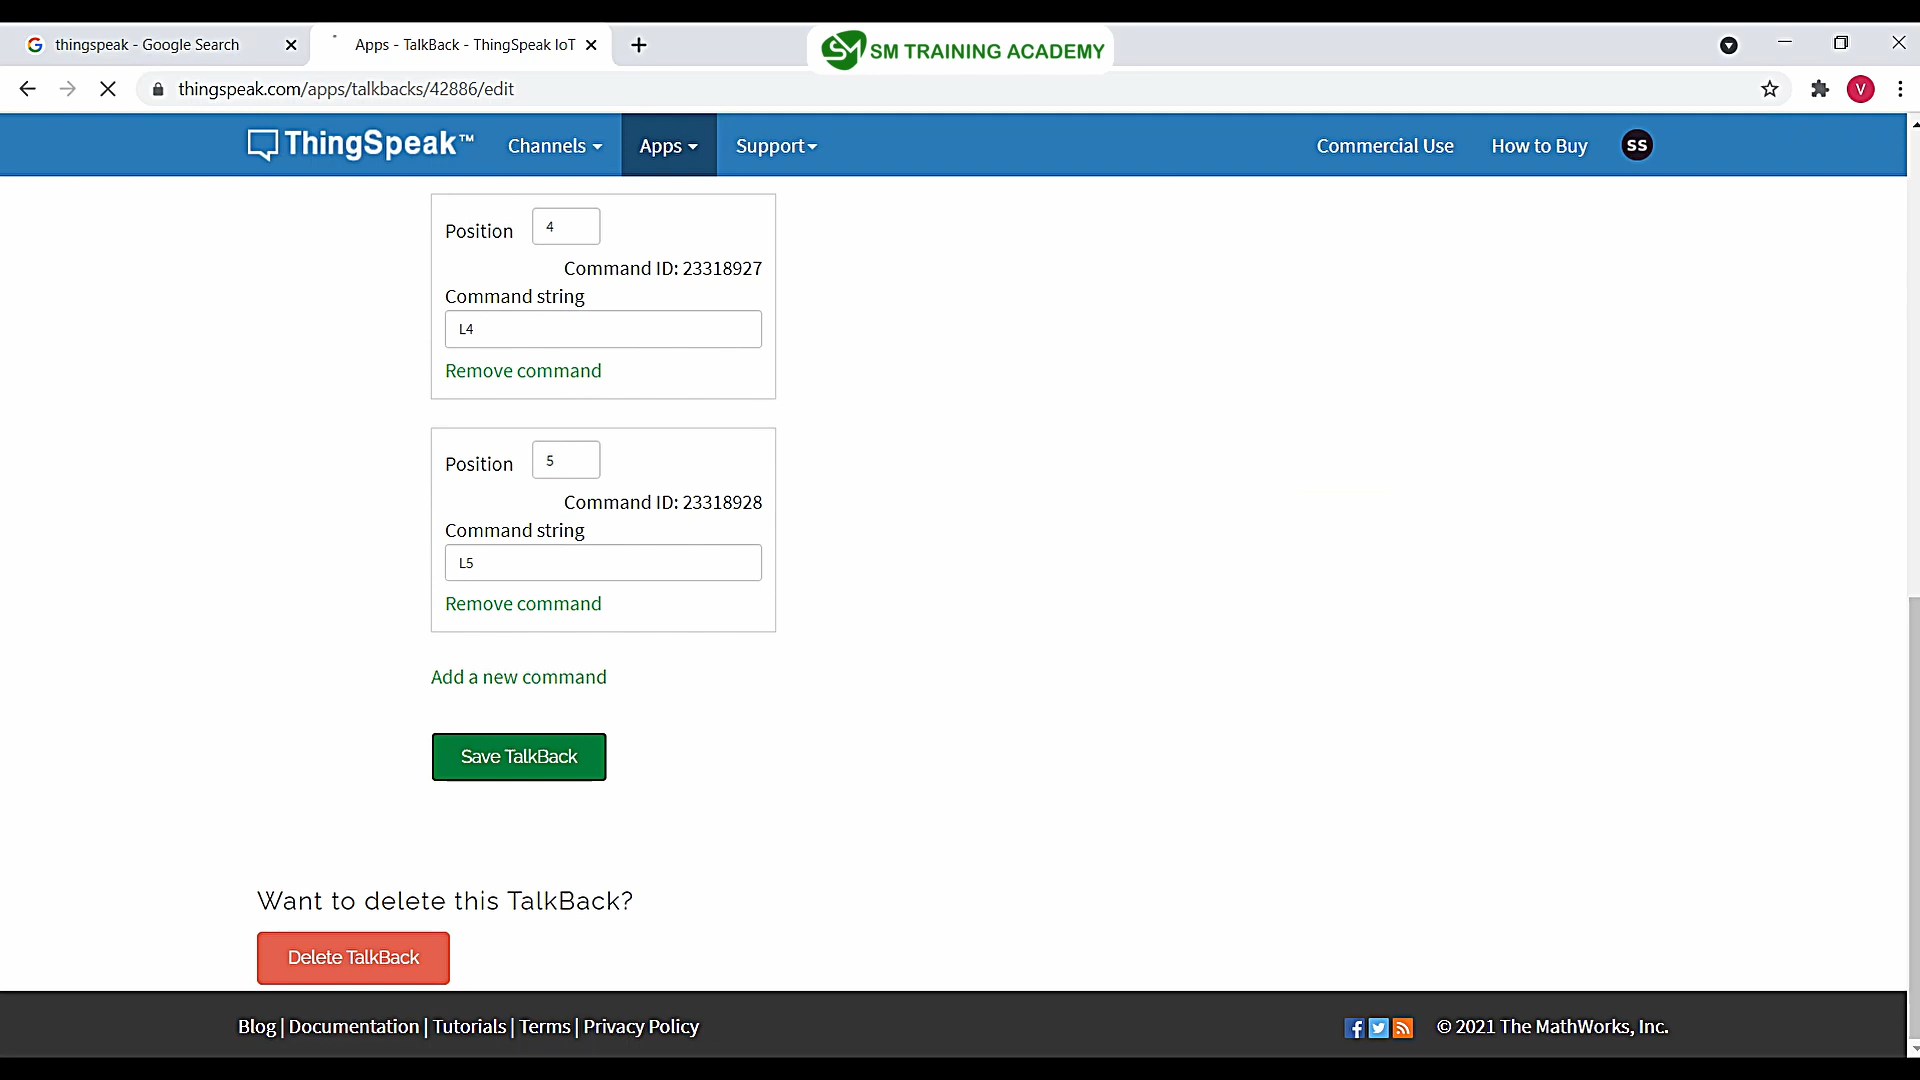 thingspeak - Google Search
Apps - TalkBack - ThingSpeak IoT
SM TRAINING ACADEMY
thingspeak.com/apps/talkbacks/42886/edit
V
ThingSpeak™
Channels
Apps
Support
Commercial Use
How to Buy
SS
Position 4
Command ID: 23318927
Command string
L4
Remove command
Position 5
Command ID: 23318928
Command string
L5
Remove command
Add a new command
Save TalkBack
Want to delete this TalkBack?
Delete TalkBack
Blog | Documentation | Tutorials | Terms | Privacy Policy
© 2021 The MathWorks, Inc.